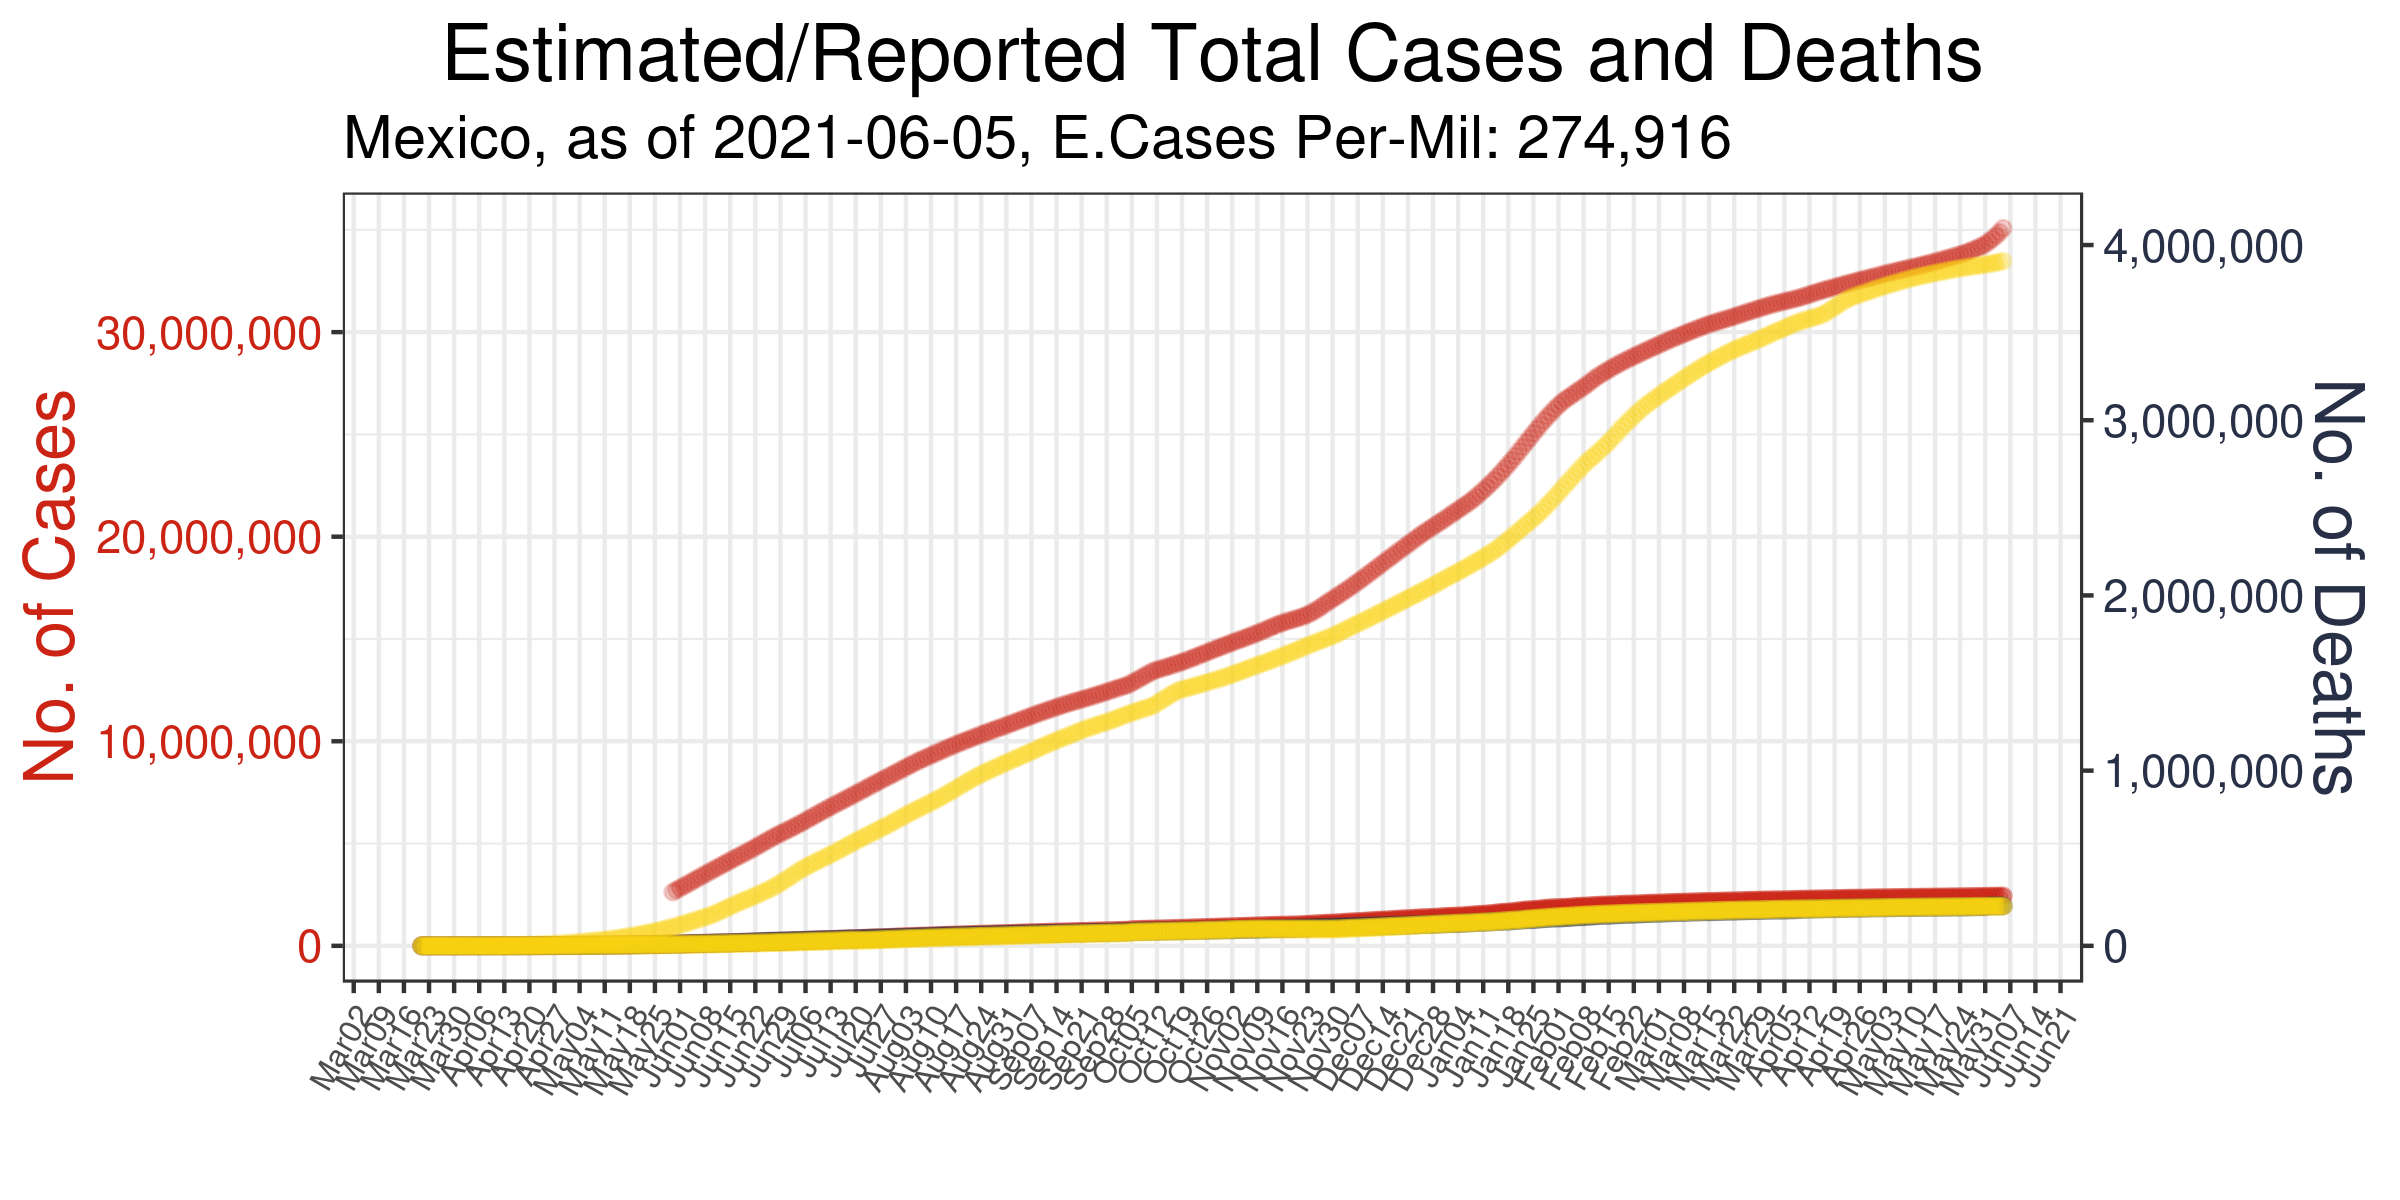 Estimated/Reported Total Cases and Deaths
Mexico, as of 2021-06-05, E.Cases Per-Mil: 274,916
No. of Cases
30,000,000
20,000,000
10,000,000
0
4,000,000
3,000,000
2,000,000
1,000,000
0
No. of Deaths
Mar02
Mar09
Mar16
Mar23
Mar30
Apr06
Apr13
Apr20
Apr27
May04
May11
May18
May25
Jun01
Jun08
Jun15
Jun22
Jun29
Jul06
Jul13
Jul20
Jul27
Aug03
Aug10
Aug17
Aug24
Aug31
Sep07
Sep14
Sep21
Sep28
Oct05
Oct12
Oct19
Oct26
Nov02
Nov09
Nov16
Nov23
Nov30
Dec07
Dec14
Dec21
Dec28
Jan04
Jan11
Jan18
Jan25
Feb01
Feb08
Feb15
Feb22
Mar01
Mar08
Mar15
Mar22
Mar29
Apr05
Apr12
Apr19
Apr26
May03
May10
May17
May24
May31
Jun07
Jun14
Jun21